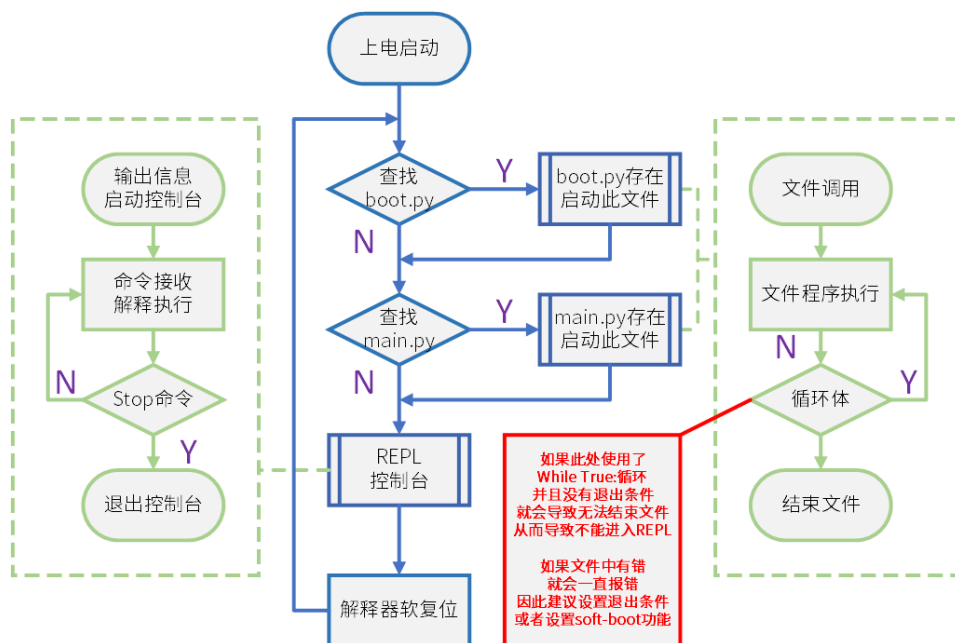 上电启动
查找
boot.py
Y
boot.py存在
启动此文件
N
查找
main.py
Y
main.py存在
启动此文件
N
REPL
控制台
解释器软复位
输出信息
启动控制台
命令接收
解释执行
N
Stop命令
Y
退出控制台
文件调用
文件程序执行
N
Y
循环体
结束文件
如果此处使用了
While True:循环
并且没有退出条件
就会导致无法结束文件
从而导致不能进入REPL
如果文件中有错
就会一直报错
因此建议设置退出条件
或者设置soft-boot功能